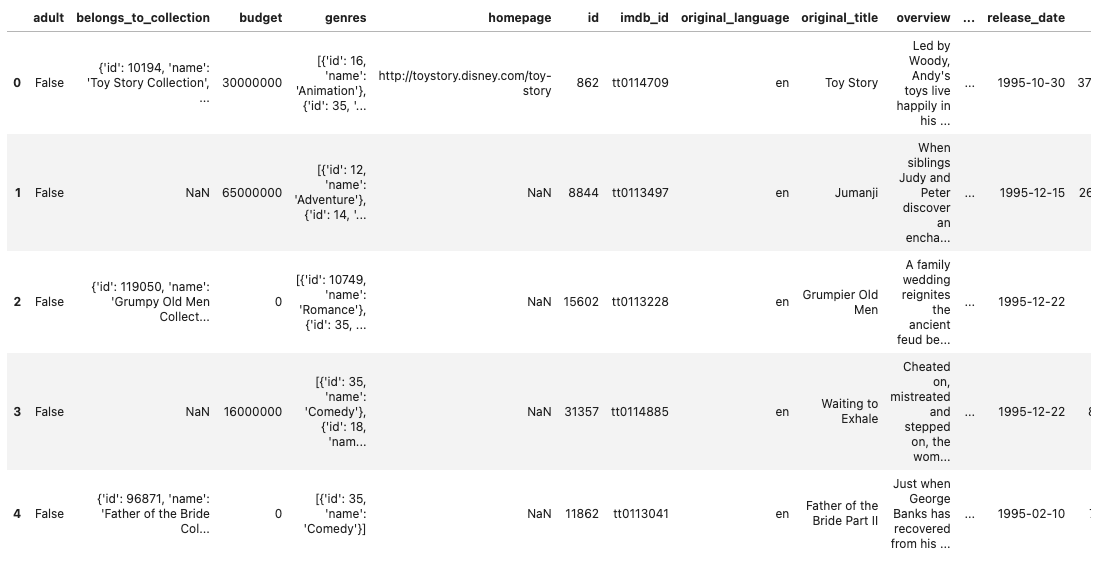 adult belongs_to_collection budget genres homepage id imdb_id original_language original_title overview ... release_date
0 False {'id': 10194, 'name': 'Toy Story Collection', ... 30000000 [{'id': 16, 'name': 'Animation'}, {'id': 35, '... http://toystory.disney.com/toy-story 862 tt0114709 en Toy Story Led by Woody, Andy's toys live happily in his ... ... 1995-10-30 37
1 False NaN 65000000 [{'id': 12, 'name': 'Adventure'}, {'id': 14, '... NaN 8844 tt0113497 en Jumanji When siblings Judy and Peter discover an encha... ... 1995-12-15 26
2 False {'id': 119050, 'name': 'Grumpy Old Men Collect... 0 [{'id': 10749, 'name': 'Romance'}, {'id': 35, ... NaN 15602 tt0113228 en Grumpier Old Men A family wedding reignites the ancient feud be... ... 1995-12-22
3 False NaN 16000000 [{'id': 35, 'name': 'Comedy'}, {'id': 18, 'nam... NaN 31357 tt0114885 en Waiting to Exhale Cheated on, mistreated and stepped on, the wom... ... 1995-12-22
4 False {'id': 96871, 'name': 'Father of the Bride Col... 0 [{'id': 35, 'name': 'Comedy'}] NaN 11862 tt0113041 en Father of the Bride Part II Just when George Banks has recovered from his ... ... 1995-02-10